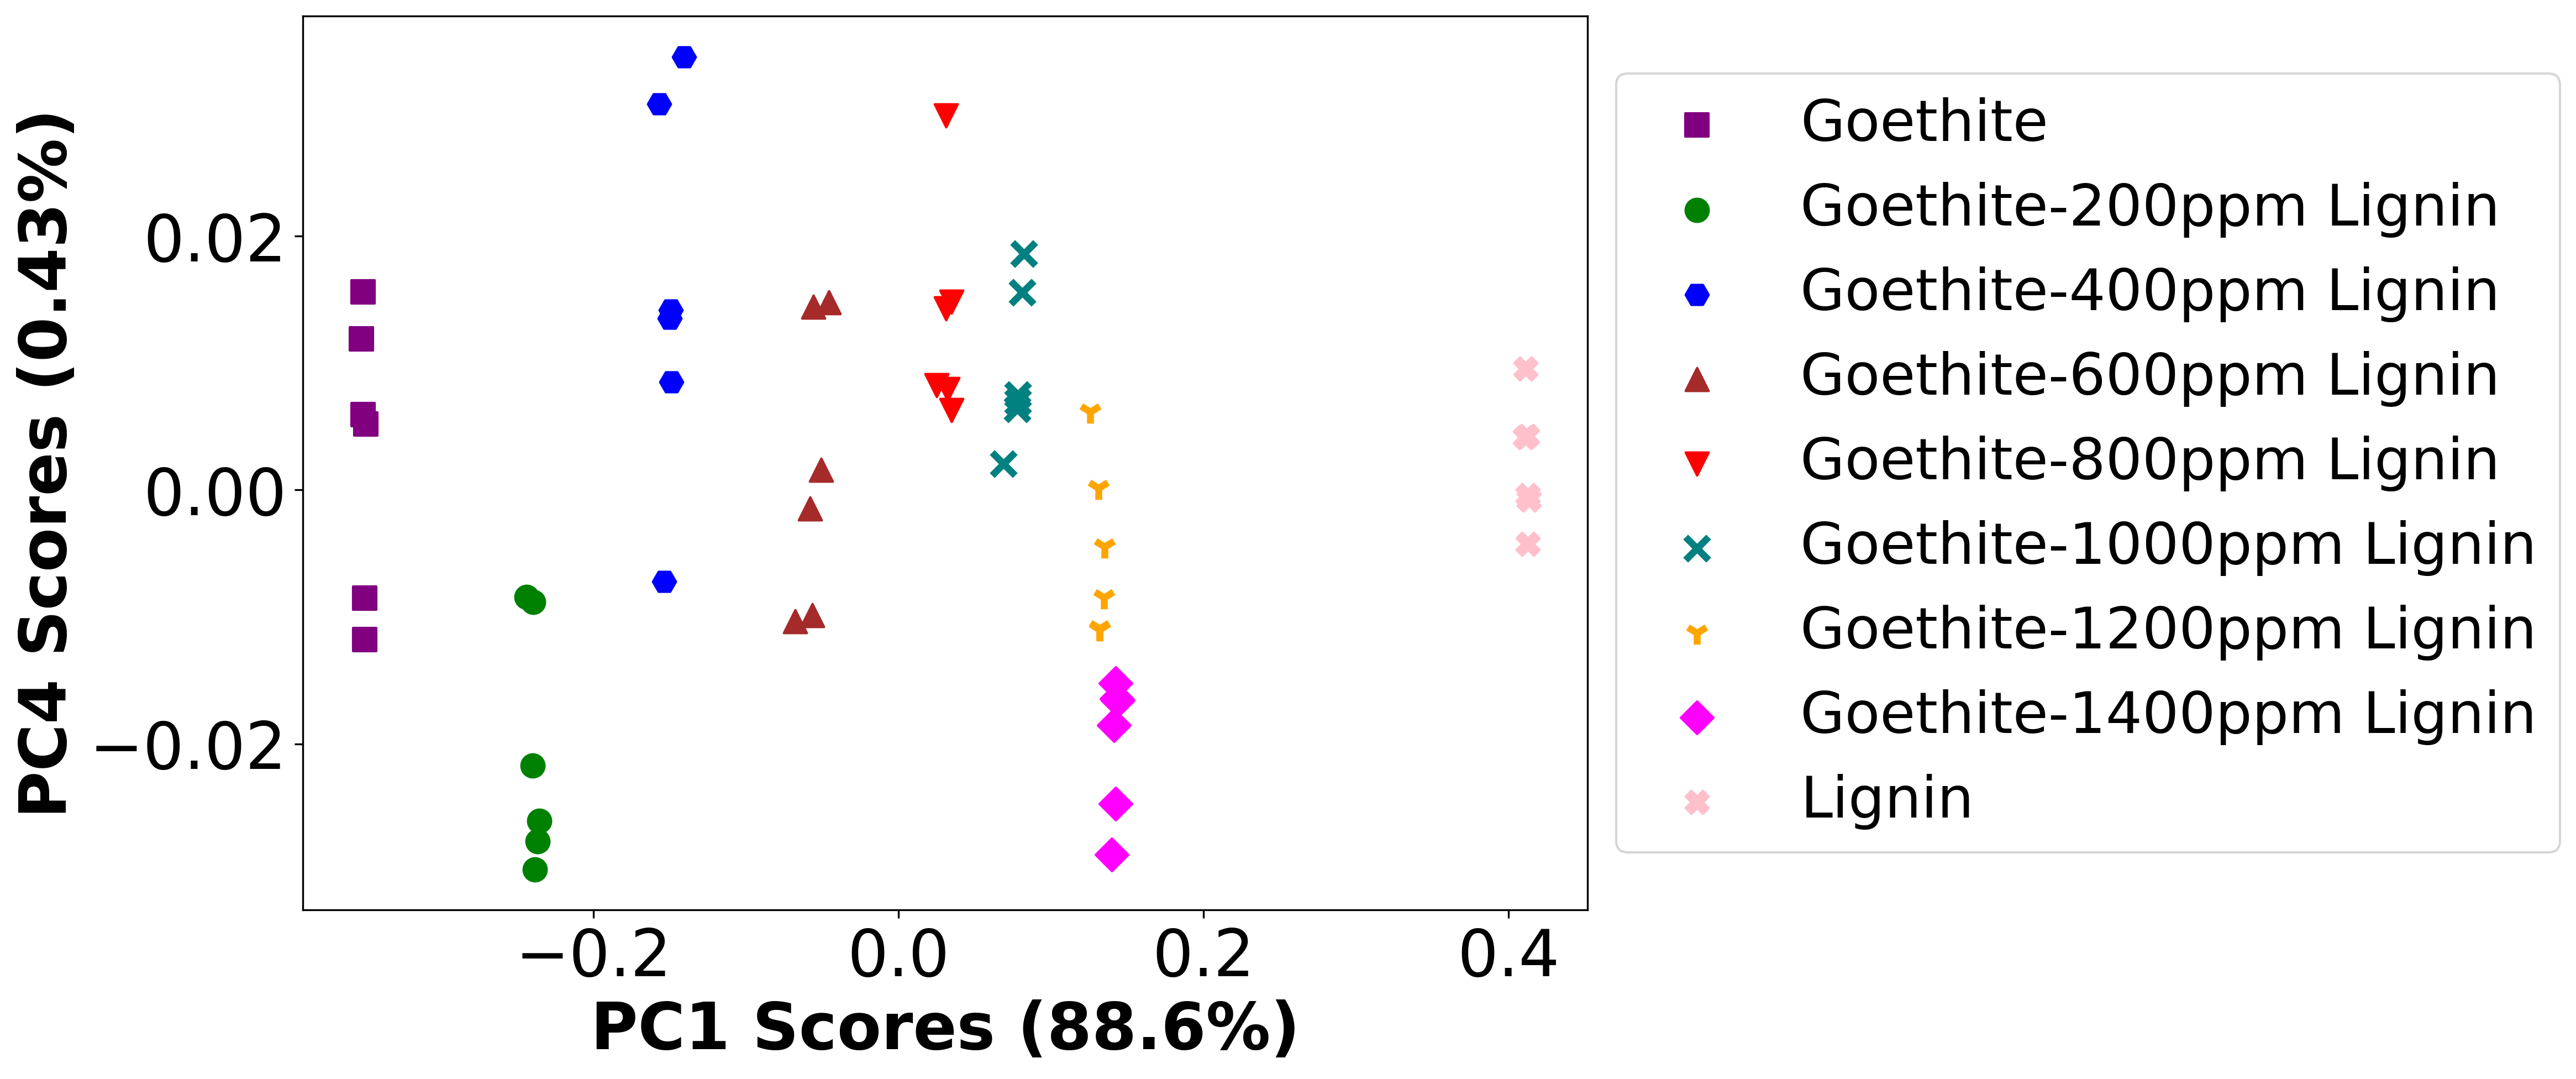 PC4 Scores (0.43%)
0.02
0.00
−0.02
−0.2
0.0
0.2
0.4
PC1 Scores (88.6%)
Goethite
Goethite-200ppm Lignin
Goethite-400ppm Lignin
Goethite-600ppm Lignin
Goethite-800ppm Lignin
Goethite-1000ppm Lignin
Goethite-1200ppm Lignin
Goethite-1400ppm Lignin
Lignin